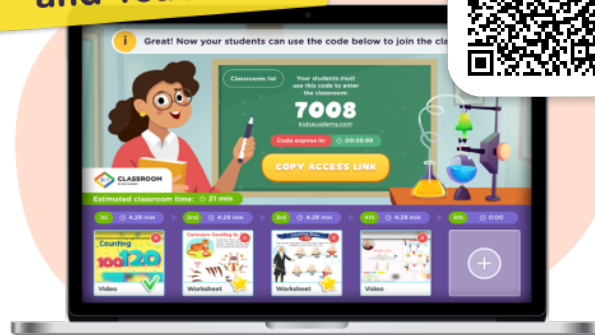 Great! Now your students can use the code below to join the cla
Classrooms list
Your students must
use this code to enter
the classroom:
7008
kidsacademy.com
Code expires in: 00:59:99
COPY ACCESS LINK
CLASSROOM
Estimated classroom time: 21 min
1st 4:29 min
2nd 4:29 min
3rd 4:29 min
4th 4:29 min
5th 0:00
Counting
100 120
Video
Worksheet
Worksheet
Video